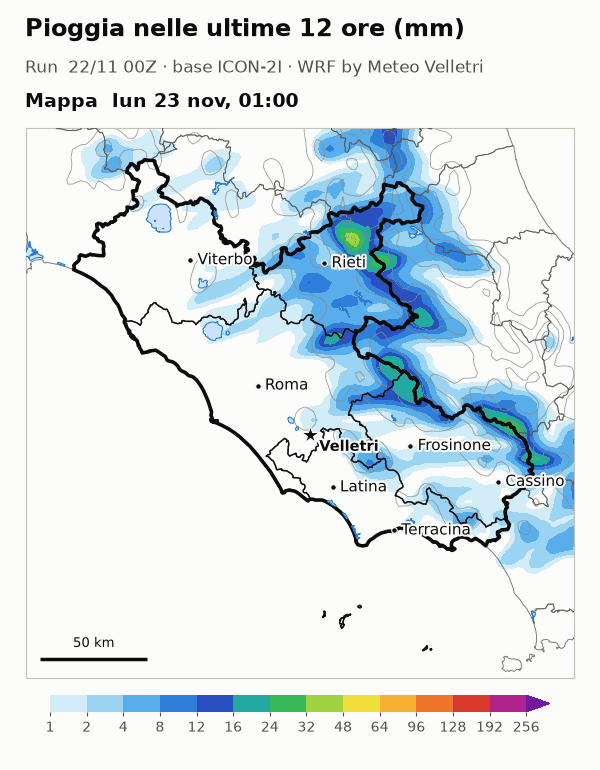 Pioggia nelle ultime 12 ore (mm)
Run 22/11 00Z · base ICON-2I · WRF by Meteo Velletri
Mappa lun 23 nov, 01:00
Viterbo
Rieti
Roma
Velletri
Frosinone
Latina
Cassino
Terracina
50 km
1 2 4 8 12 16 24 32 48 64 96 128 192 256